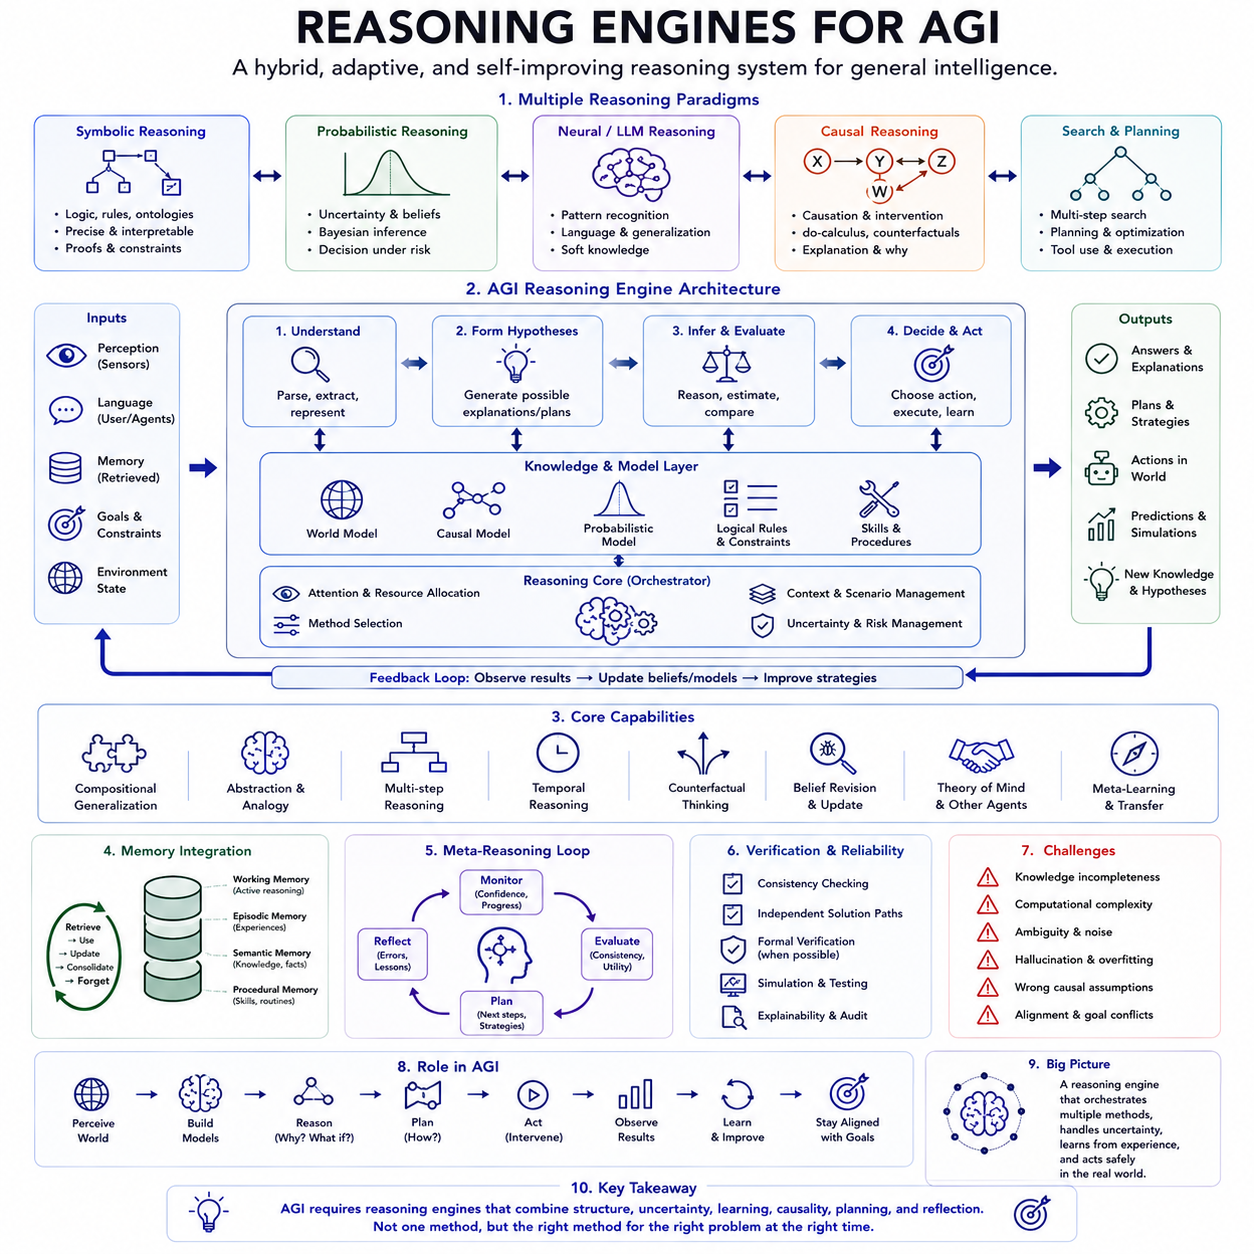 REASONING ENGINES FOR AGI
A hybrid, adaptive, and self-improving reasoning system for general intelligence.
1. Multiple Reasoning Paradigms
Symbolic Reasoning
• Logic, rules, ontologies
• Precise & interpretable
• Proofs & constraints
Probabilistic Reasoning
• Uncertainty & beliefs
• Bayesian inference
• Decision under risk
Neural / LLM Reasoning
• Pattern recognition
• Language & generalization
• Soft knowledge
Causal Reasoning
X
Y
Z
W
• Causation & intervention
• do-calculus, counterfactuals
• Explanation & why
Search & Planning
• Multi-step search
• Planning & optimization
• Tool use & execution
2. AGI Reasoning Engine Architecture
Inputs
Perception
(Sensors)
Language
(User/Agents)
Memory
(Retrieved)
Goals &
Constraints
Environment
State
1. Understand
Parse, extract,
represent
2. Form Hypotheses
Generate possible
explanations/plans
3. Infer & Evaluate
Reason, estimate,
compare
4. Decide & Act
Choose action,
execute, learn
Knowledge & Model Layer
World Model
Causal Model
Probabilistic
Model
Logical Rules
& Constraints
Skills &
Procedures
Reasoning Core (Orchestrator)
Attention & Resource Allocation
Method Selection
Context & Scenario Management
Uncertainty & Risk Management
Outputs
Answers &
Explanations
Plans &
Strategies
Actions in
World
Predictions &
Simulations
New Knowledge
& Hypotheses
Feedback Loop: Observe results → Update beliefs/models → Improve strategies
3. Core Capabilities
Compositional
Generalization
Abstraction &
Analogy
Multi-step
Reasoning
Temporal
Reasoning
Counterfactual
Thinking
Belief Revision
& Update
Theory of Mind
& Other Agents
Meta-Learning
& Transfer
4. Memory Integration
Retrieve
→ Use
→ Update
→ Consolidate
→ Forget
Working Memory
(Active reasoning)
Episodic Memory
(Experiences)
Semantic Memory
(Knowledge, facts)
Procedural Memory
(Skills, routines)
5. Meta-Reasoning Loop
Monitor
(Confidence,
Progress)
Reflect
(Errors,
Lessons)
Evaluate
(Consistency,
Utility)
Plan
(Next steps,
Strategies)
6. Verification & Reliability
Consistency Checking
Independent Solution Paths
Formal Verification
(when possible)
Simulation & Testing
Explainability & Audit
7. Challenges
Knowledge incompleteness
Computational complexity
Ambiguity & noise
Hallucination & overfitting
Wrong causal assumptions
Alignment & goal conflicts
8. Role in AGI
Perceive
World
Build
Models
Reason
(Why? What if?)
Plan
(How?)
Act
(Intervene)
Observe
Results
Learn
& Improve
Stay Aligned
with Goals
9. Big Picture
A reasoning engine
that orchestrates
multiple methods,
handles uncertainty,
learns from experience,
and acts safely
in the real world.
10. Key Takeaway
AGI requires reasoning engines that combine structure, uncertainty, learning, causality, planning, and reflection.
Not one method, but the right method for the right problem at the right time.